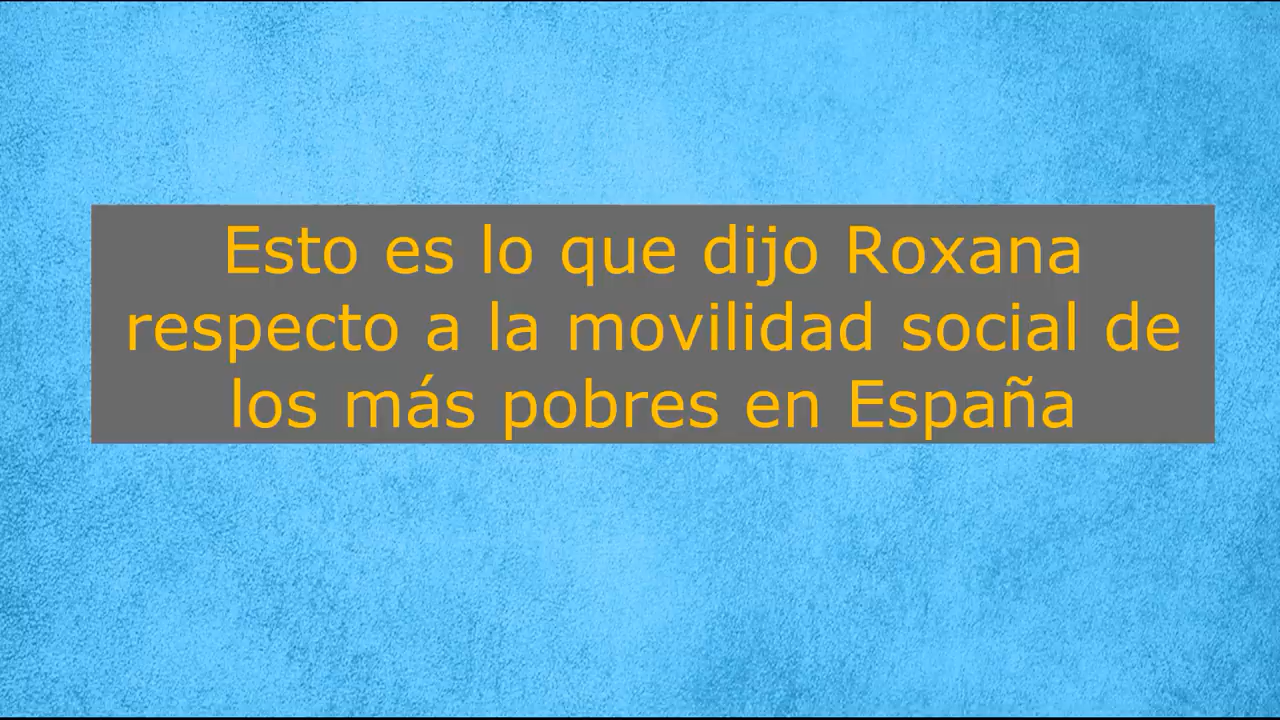 Esto es lo que dijo Roxana
respecto a la movilidad social de
los más pobres en España